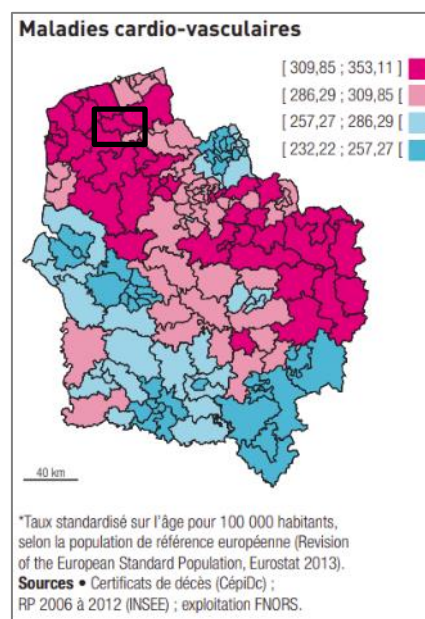 Maladies cardio-vasculaires
[ 309,85 ; 353,11 ]
[ 286,29 ; 309,85 [
[ 257,27 ; 286,29 [
[ 232,22 ; 257,27 [
40 km
*Taux standardisé sur l'âge pour 100 000 habitants,
selon la population de référence européenne (Revision
of the European Standard Population, Eurostat 2013).
Sources • Certificats de décès (CépiDc) ;
RP 2006 à 2012 (INSEE) ; exploitation FNORS.